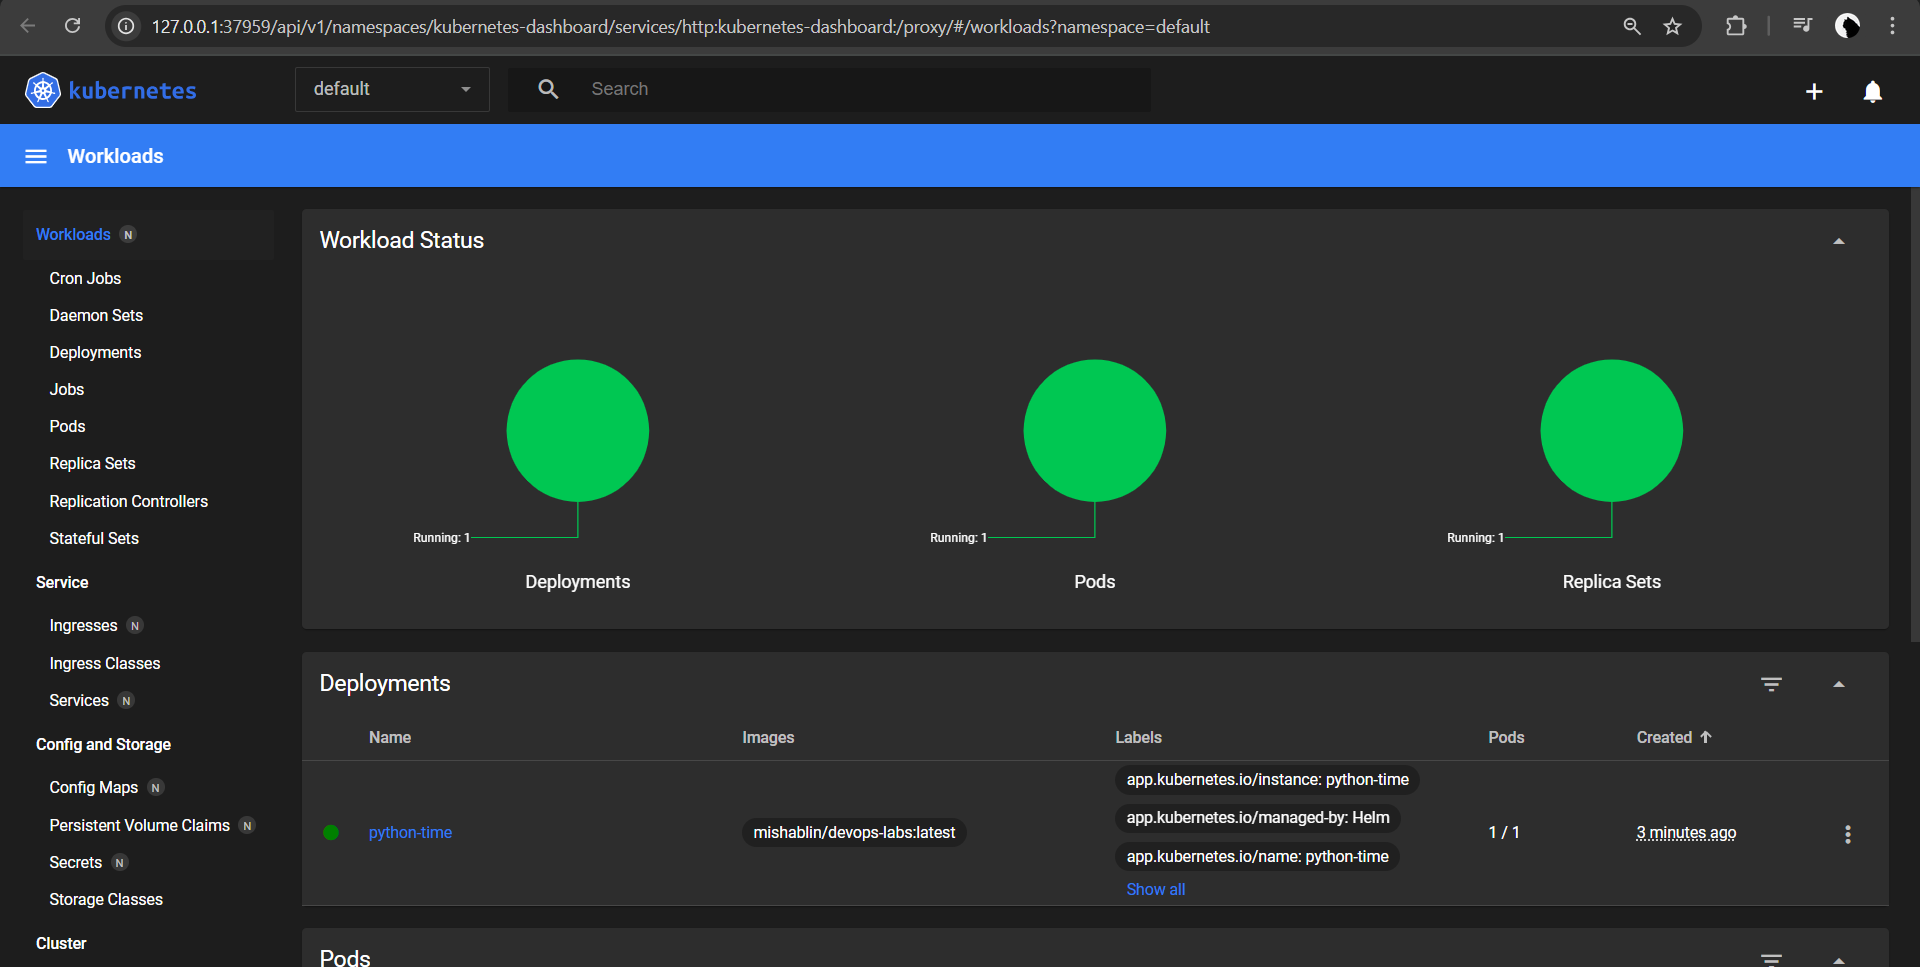 127.0.0.1:37959/api/v1/namespaces/kubernetes-dashboard/services/http:kubernetes-dashboard:/proxy/#/workloads?namespace=default
kubernetes
default
Search
Workloads
Workloads N
Cron Jobs
Daemon Sets
Deployments
Jobs
Pods
Replica Sets
Replication Controllers
Stateful Sets
Service
Ingresses N
Ingress Classes
Services N
Config and Storage
Config Maps N
Persistent Volume Claims N
Secrets N
Storage Classes
Cluster
Workload Status
Running: 1
Deployments
Running: 1
Pods
Running: 1
Replica Sets
Deployments
Name Images Labels Pods Created
python-time mishablin/devops-labs:latest
app.kubernetes.io/instance: python-time
app.kubernetes.io/managed-by: Helm
app.kubernetes.io/name: python-time
Show all
1 / 1 3 minutes ago
Pods